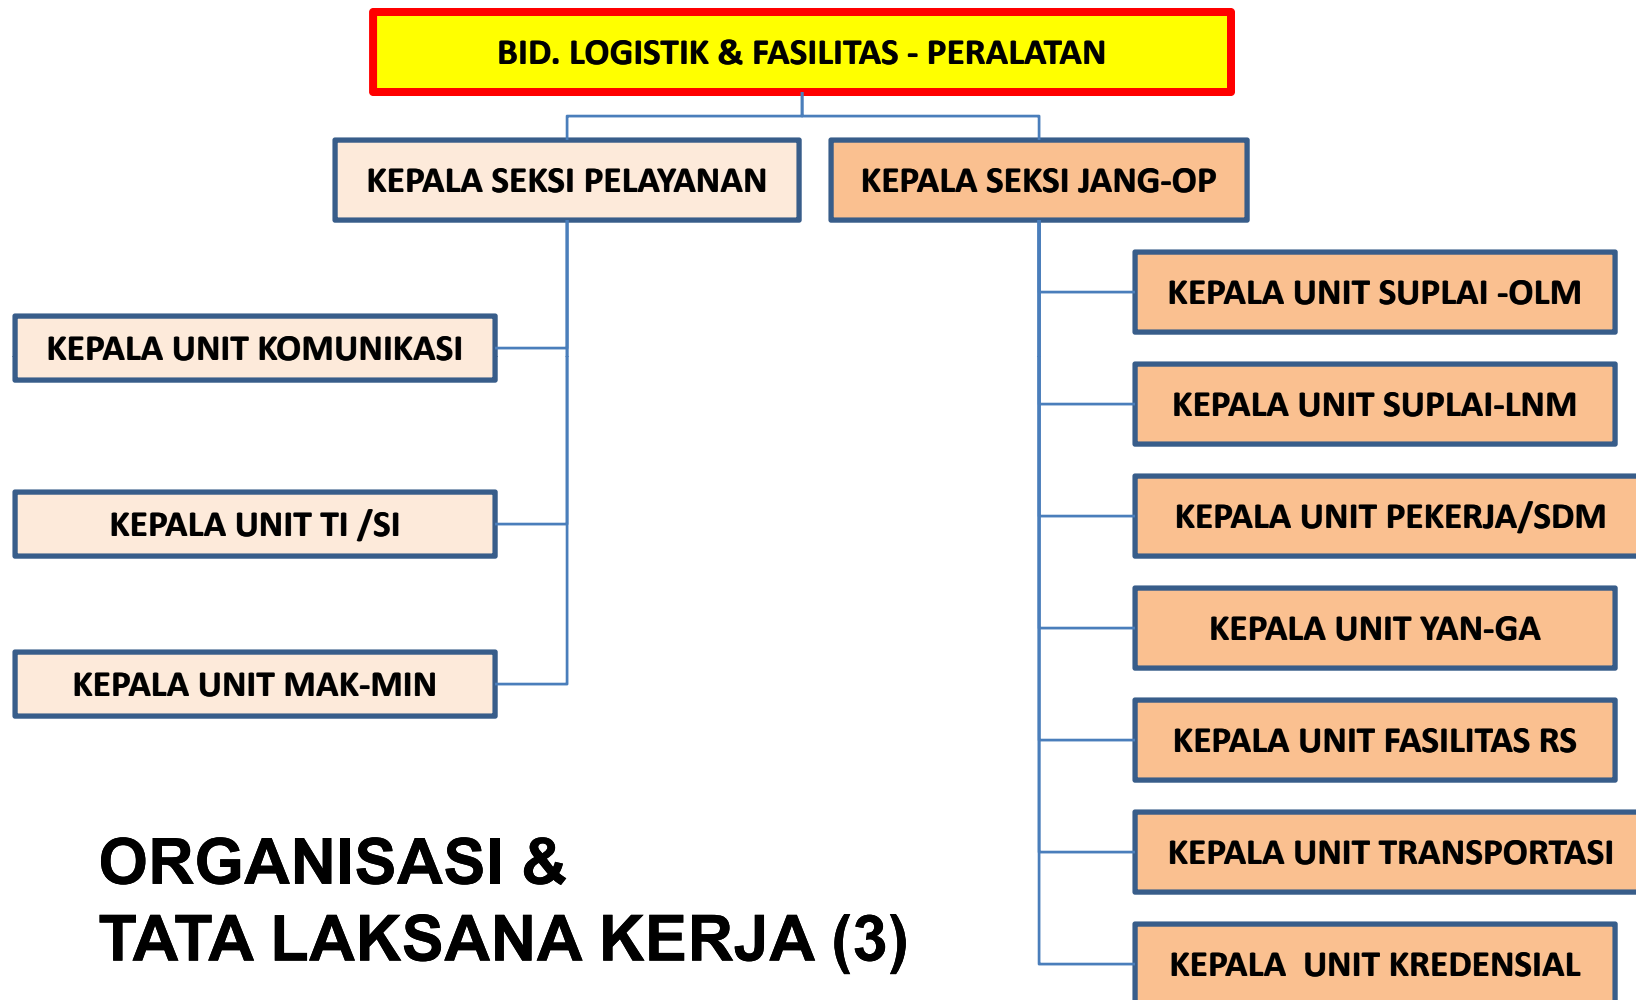 BID. LOGISTIK & FASILITAS - PERALATAN
KEPALA SEKSI PELAYANAN
KEPALA UNIT KOMUNIKASI
KEPALA UNIT TI /SI
KEPALA UNIT MAK-MIN
KEPALA SEKSI JANG-OP
KEPALA UNIT SUPLAI -OLM
KEPALA UNIT SUPLAI-LNM
KEPALA UNIT PEKERJA/SDM
KEPALA UNIT YAN-GA
KEPALA UNIT FASILITAS RS
KEPALA UNIT TRANSPORTASI
KEPALA  UNIT KREDENSIAL
ORGANISASI &
TATA LAKSANA KERJA (3)